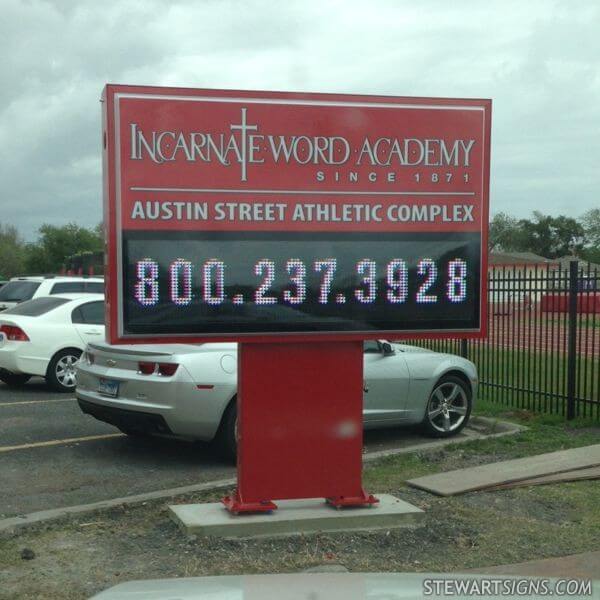 INCARNATE WORD ACADEMY
SINCE 1871
AUSTIN STREET ATHLETIC COMPLEX
800.237.3928
STEWARTSIGNS.COM